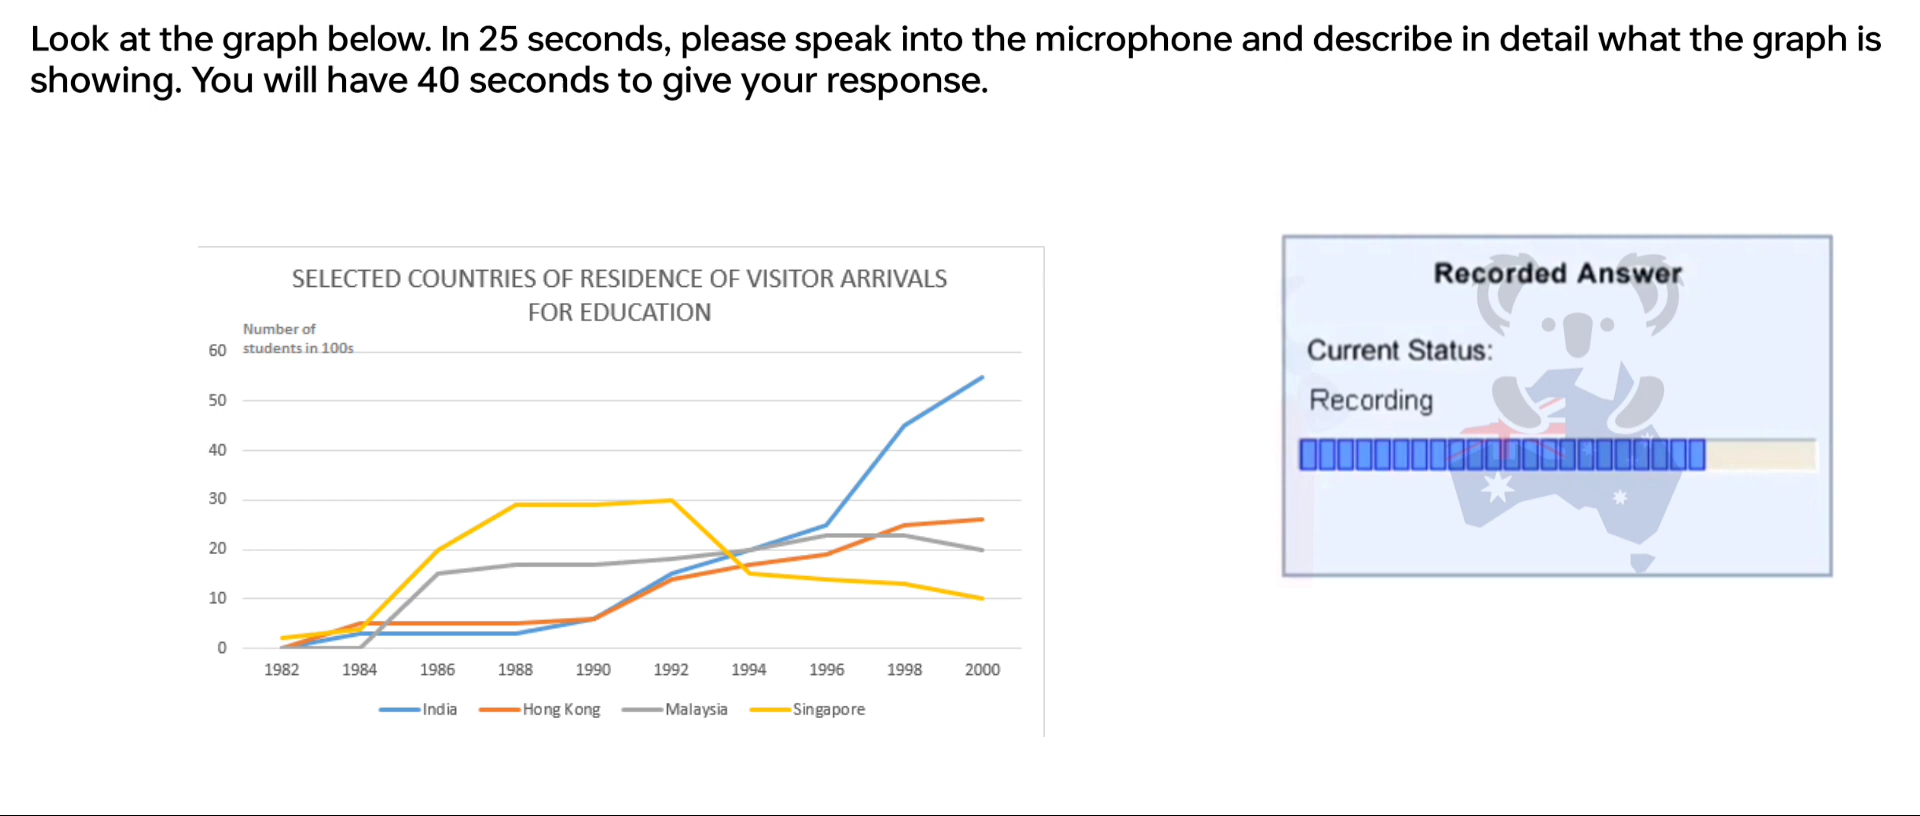 Look at the graph below. In 25 seconds, please speak into the microphone and describe in detail what the graph is
showing. You will have 40 seconds to give your response.
SELECTED COUNTRIES OF RESIDENCE OF VISITOR ARRIVALS
FOR EDUCATION
Number of
students in 100s
60
50
40
30
20
10
0
1982 1984 1986 1988 1990 1992 1994 1996 1998 2000
India Hong Kong Malaysia Singapore
Recorded Answer
Current Status:
Recording